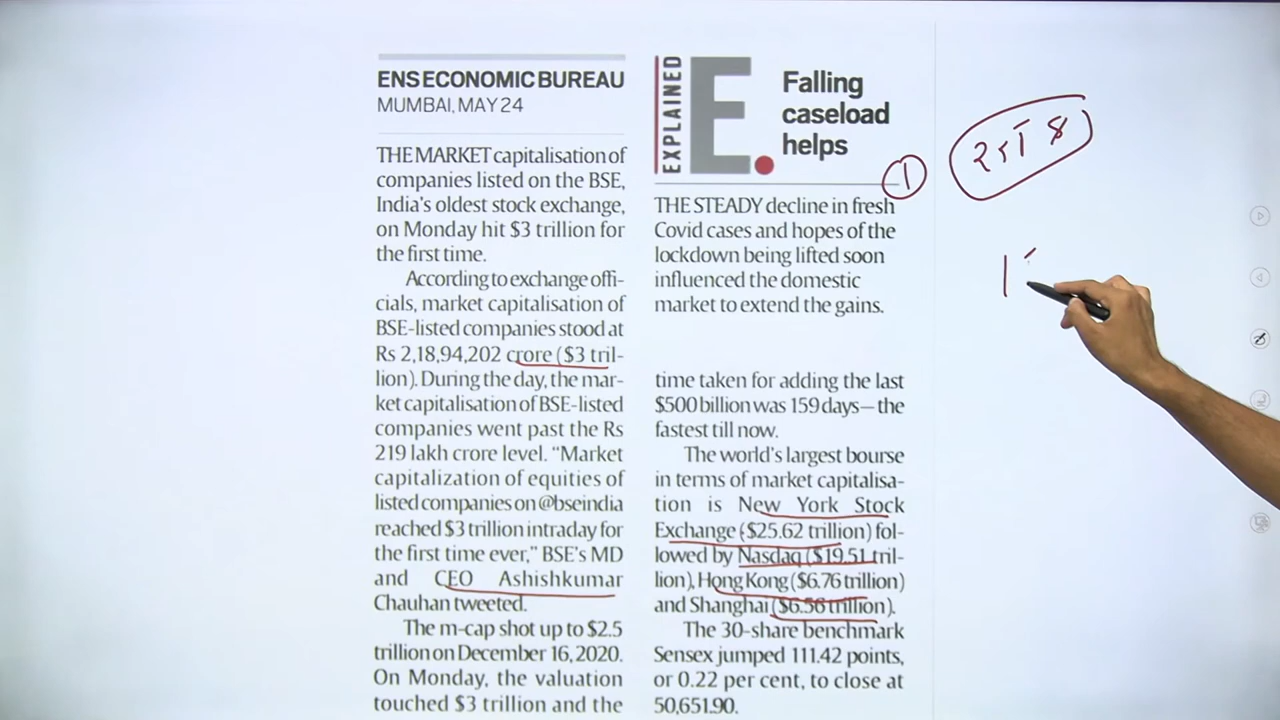 ENS ECONOMIC BUREAU
MUMBAI, MAY 24
THE MARKET capitalisation of
companies listed on the BSE,
India's oldest stock exchange,
on Monday hit $3 trillion for
the first time.
According to exchange offi-
cials, market capitalisation of
BSE-listed companies stood at
Rs 2,18,94,202 crore ($3 tril-
lion). During the day, the mar-
ket capitalisation of BSE-listed
companies went past the Rs
219 lakh crore level. “Market
capitalization of equities of
listed companies on @bseindia
reached $3 trillion intraday for
the first time ever,” BSE's MD
and CEO Ashishkumar
Chauhan tweeted.
The m-cap shot up to $2.5
trillion on December 16, 2020.
On Monday, the valuation
touched $3 trillion and the
EXPLAINED
E.
Falling
caseload
helps
THE STEADY decline in fresh
Covid cases and hopes of the
lockdown being lifted soon
influenced the domestic
market to extend the gains.
time taken for adding the last
$500 billion was 159 days — the
fastest till now.
The world's largest bourse
in terms of market capitalisa-
tion is New York Stock
Exchange ($25.62 trillion) fol-
lowed by Nasdaq ($19.51 tril-
lion), Hong Kong ($6.76 trillion)
and Shanghai ($6.56 trillion).
The 30-share benchmark
Sensex jumped 111.42 points,
or 0.22 per cent, to close at
50,651.90.
1
25T $